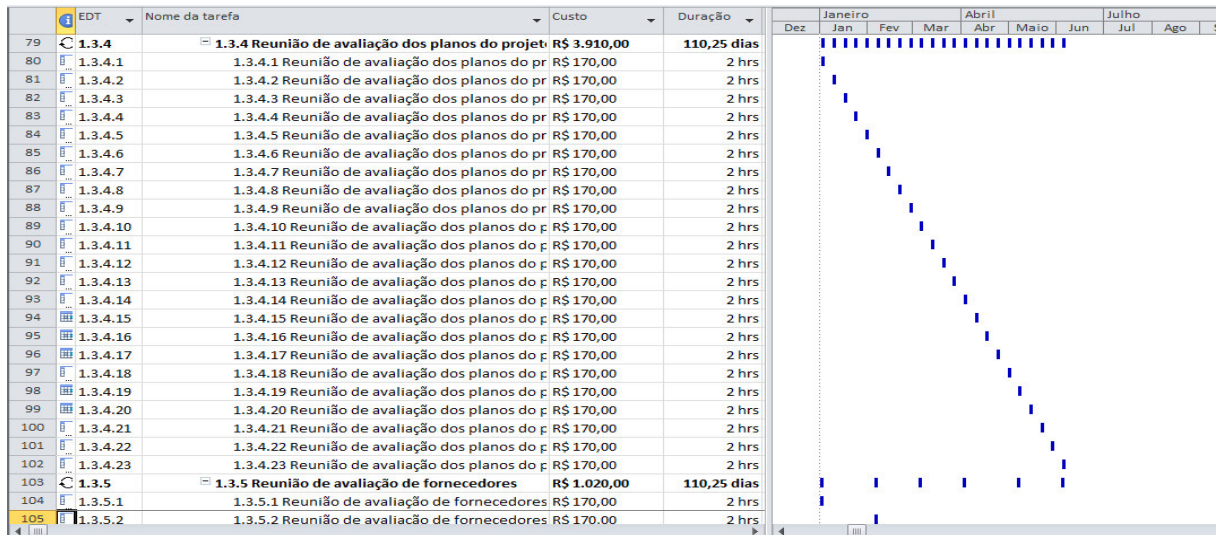 EDT Nome da tarefa Custo Duração
Janeiro Abril Julho
Dez Jan Fev Mar Abr Maio Jun Jul Ago
79 1.3.4 1.3.4 Reunião de avaliação dos planos do projet R$ 3.910,00 110,25 dias
80 1.3.4.1 1.3.4.1 Reunião de avaliação dos planos do pr R$ 170,00 2 hrs
81 1.3.4.2 1.3.4.2 Reunião de avaliação dos planos do pr R$ 170,00 2 hrs
82 1.3.4.3 1.3.4.3 Reunião de avaliação dos planos do pr R$ 170,00 2 hrs
83 1.3.4.4 1.3.4.4 Reunião de avaliação dos planos do pr R$ 170,00 2 hrs
84 1.3.4.5 1.3.4.5 Reunião de avaliação dos planos do pr R$ 170,00 2 hrs
85 1.3.4.6 1.3.4.6 Reunião de avaliação dos planos do pr R$ 170,00 2 hrs
86 1.3.4.7 1.3.4.7 Reunião de avaliação dos planos do pr R$ 170,00 2 hrs
87 1.3.4.8 1.3.4.8 Reunião de avaliação dos planos do pr R$ 170,00 2 hrs
88 1.3.4.9 1.3.4.9 Reunião de avaliação dos planos do pr R$ 170,00 2 hrs
89 1.3.4.10 1.3.4.10 Reunião de avaliação dos planos do p R$ 170,00 2 hrs
90 1.3.4.11 1.3.4.11 Reunião de avaliação dos planos do p R$ 170,00 2 hrs
91 1.3.4.12 1.3.4.12 Reunião de avaliação dos planos do p R$ 170,00 2 hrs
92 1.3.4.13 1.3.4.13 Reunião de avaliação dos planos do p R$ 170,00 2 hrs
93 1.3.4.14 1.3.4.14 Reunião de avaliação dos planos do p R$ 170,00 2 hrs
94 1.3.4.15 1.3.4.15 Reunião de avaliação dos planos do p R$ 170,00 2 hrs
95 1.3.4.16 1.3.4.16 Reunião de avaliação dos planos do p R$ 170,00 2 hrs
96 1.3.4.17 1.3.4.17 Reunião de avaliação dos planos do p R$ 170,00 2 hrs
97 1.3.4.18 1.3.4.18 Reunião de avaliação dos planos do p R$ 170,00 2 hrs
98 1.3.4.19 1.3.4.19 Reunião de avaliação dos planos do p R$ 170,00 2 hrs
99 1.3.4.20 1.3.4.20 Reunião de avaliação dos planos do p R$ 170,00 2 hrs
100 1.3.4.21 1.3.4.21 Reunião de avaliação dos planos do p R$ 170,00 2 hrs
101 1.3.4.22 1.3.4.22 Reunião de avaliação dos planos do p R$ 170,00 2 hrs
102 1.3.4.23 1.3.4.23 Reunião de avaliação dos planos do p R$ 170,00 2 hrs
103 1.3.5 1.3.5 Reunião de avaliação de fornecedores R$ 1.020,00 110,25 dias
104 1.3.5.1 1.3.5.1 Reunião de avaliação de fornecedores R$ 170,00 2 hrs
105 1.3.5.2 1.3.5.2 Reunião de avaliação de fornecedores R$ 170,00 2 hrs